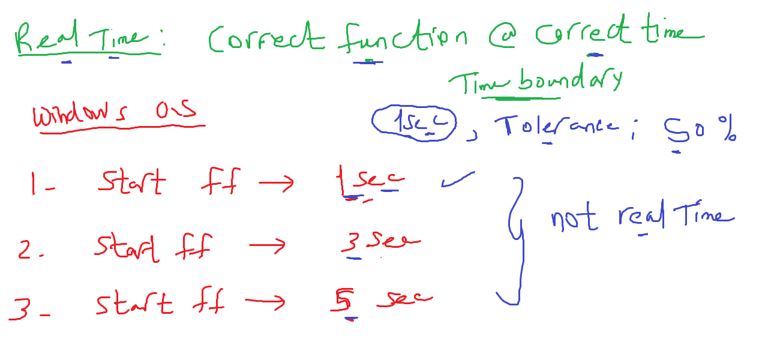 Real Time: Correct function @ correct time
Time boundary
Windows O.S
1sec, Tolerance; 50%
1- Start ff → 1sec ✓
2. Start ff → 3 sec
3- Start ff → 5 sec
not real Time